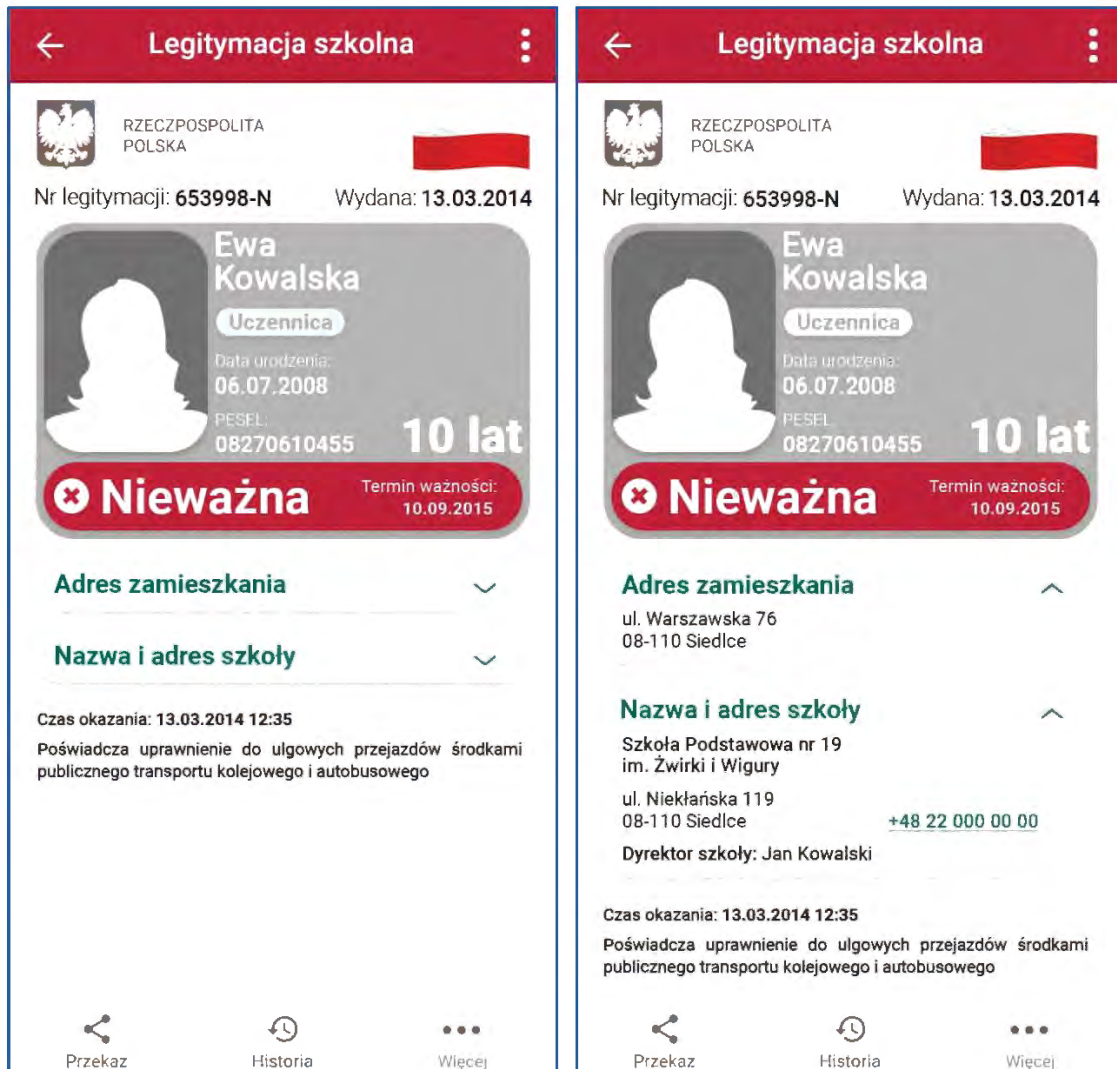 Legitymacja szkolna
RZECZPOSPOLITA
POLSKA
Nr legitymacji: 653998-N Wydana: 13.03.2014
Ewa
Kowalska
Uczennica
Data urodzenia:
06.07.2008
PESEL:
08270610455
10 lat
Nieważna
Termin ważności:
10.09.2015
Adres zamieszkania
Nazwa i adres szkoły
Czas okazania: 13.03.2014 12:35
Poświadcza uprawnienie do ulgowych przejazdów środkami
publicznego transportu kolejowego i autobusowego
Przekaz Historia Więcej
Legitymacja szkolna
RZECZPOSPOLITA
POLSKA
Nr legitymacji: 653998-N Wydana: 13.03.2014
Ewa
Kowalska
Uczennica
Data urodzenia:
06.07.2008
PESEL:
08270610455
10 lat
Nieważna
Termin ważności:
10.09.2015
Adres zamieszkania
ul. Warszawska 76
08-110 Siedlce
Nazwa i adres szkoły
Szkoła Podstawowa nr 19
im. Żwirki i Wigury
ul. Niekłańska 119
08-110 Siedlce +48 22 000 00 00
Dyrektor szkoły: Jan Kowalski
Czas okazania: 13.03.2014 12:35
Poświadcza uprawnienie do ulgowych przejazdów środkami
publicznego transportu kolejowego i autobusowego
Przekaz Historia Więcej